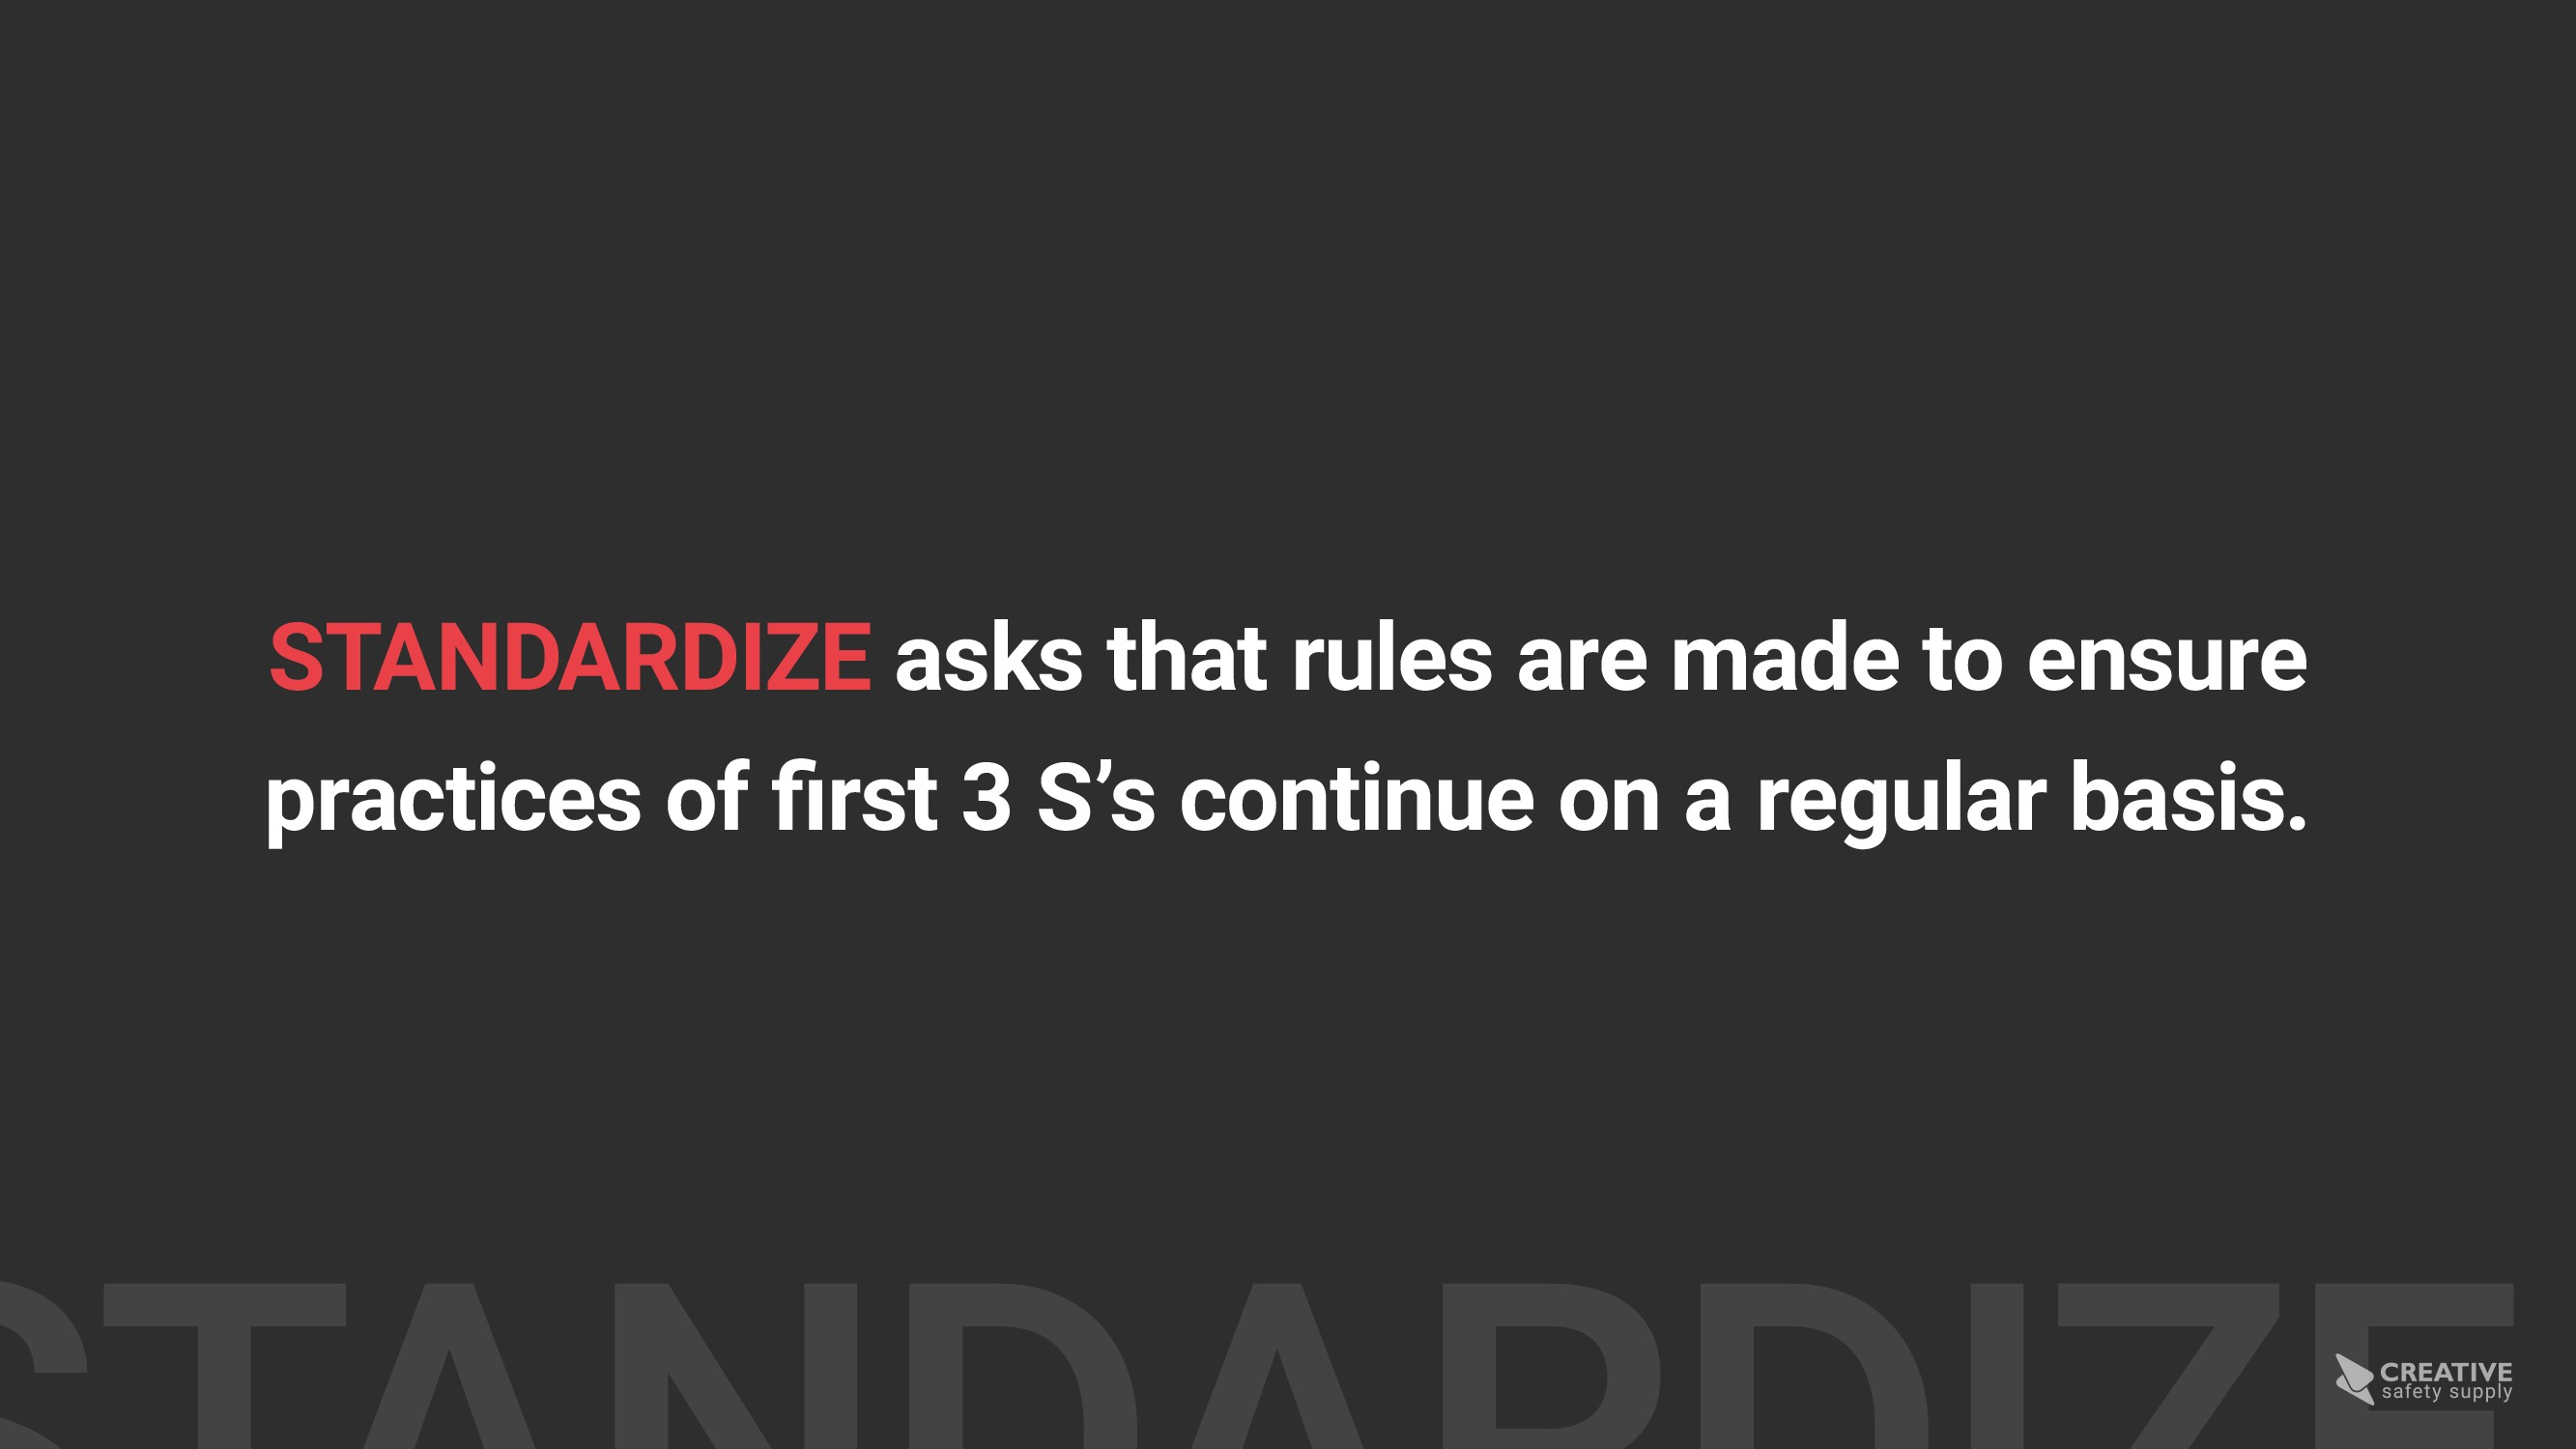 STANDARDIZE asks that rules are made to ensure
practices of first 3 S’s continue on a regular basis.
STANDARDIZE
CREATIVE
safety supply